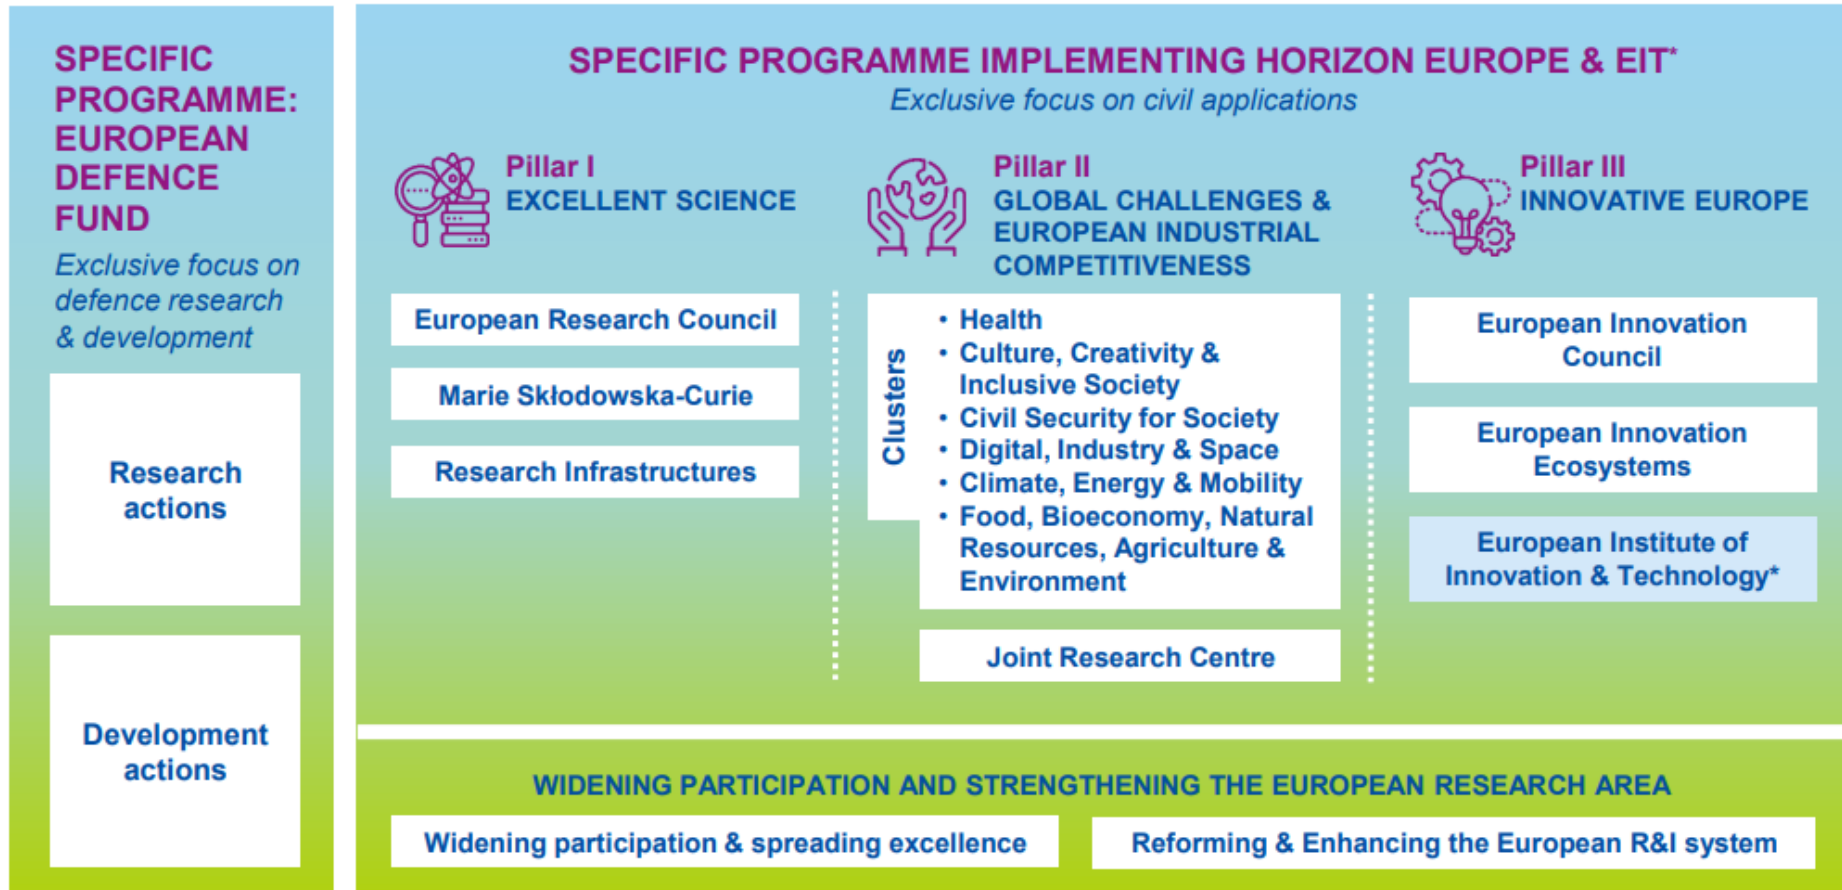 SPECIFIC
PROGRAMME:
EUROPEAN
DEFENCE
FUND
Exclusive focus on
defence research
& development
Research
actions
Development
actions
SPECIFIC PROGRAMME IMPLEMENTING HORIZON EUROPE & EIT*
Exclusive focus on civil applications
Pillar I
EXCELLENT SCIENCE
European Research Council
Marie Skłodowska-Curie
Research Infrastructures
Pillar II
GLOBAL CHALLENGES &
EUROPEAN INDUSTRIAL
COMPETITIVENESS
Clusters
• Health
• Culture, Creativity &
Inclusive Society
• Civil Security for Society
• Digital, Industry & Space
• Climate, Energy & Mobility
• Food, Bioeconomy, Natural
Resources, Agriculture &
Environment
Joint Research Centre
Pillar III
INNOVATIVE EUROPE
European Innovation
Council
European Innovation
Ecosystems
European Institute of
Innovation & Technology*
WIDENING PARTICIPATION AND STRENGTHENING THE EUROPEAN RESEARCH AREA
Widening participation & spreading excellence
Reforming & Enhancing the European R&I system